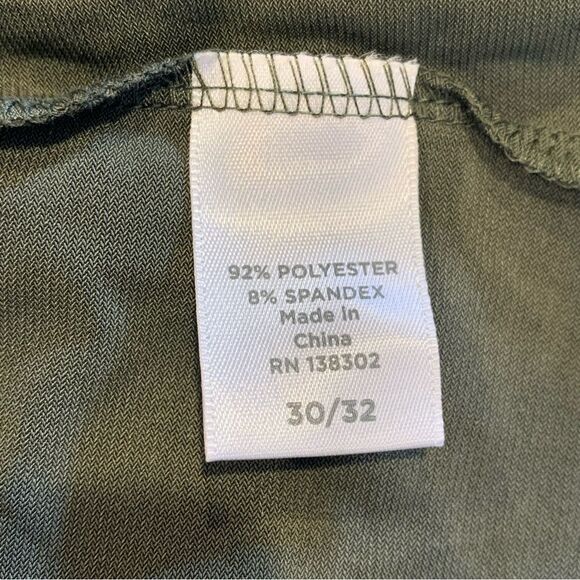 92% POLYESTER
8% SPANDEX
Made in
China
RN 138302
30/32